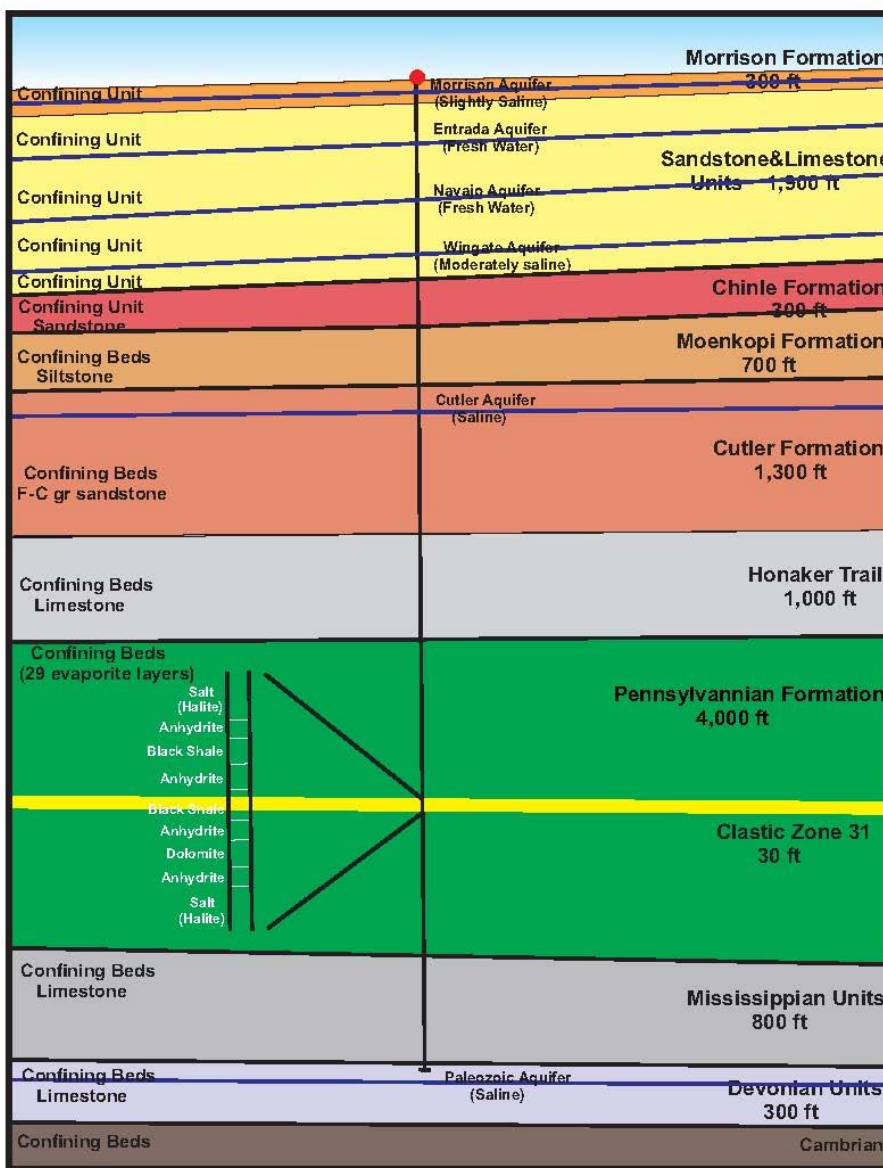 Morrison Formation
300 ft
Confining Unit
Morrison Aquifer
(Slightly Saline)
Confining Unit
Entrada Aquifer
(Fresh Water)
Sandstone&Limestone
Units 1,900 ft
Confining Unit
Navajo Aquifer
(Fresh Water)
Confining Unit
Wingate Aquifer
(Moderately saline)
Confining Unit
Chinle Formation
300 ft
Confining Unit
Sandstone
Moenkopi Formation
700 ft
Confining Beds
Siltstone
Cutler Aquifer
(Saline)
Cutler Formation
1,300 ft
Confining Beds
F-C gr sandstone
Honaker Trail
1,000 ft
Confining Beds
Limestone
Confining Beds
(29 evaporite layers)
Pennsylvannian Formation
4,000 ft
Salt
(Halite)
Anhydrite
Black Shale
Anhydrite
Black Shale
Anhydrite
Dolomite
Anhydrite
Salt
(Halite)
Clastic Zone 31
30 ft
Confining Beds
Limestone
Mississippian Units
800 ft
Confining Beds
Limestone
Paleozoic Aquifer
(Saline)
Devonian Units
300 ft
Confining Beds
Cambrian